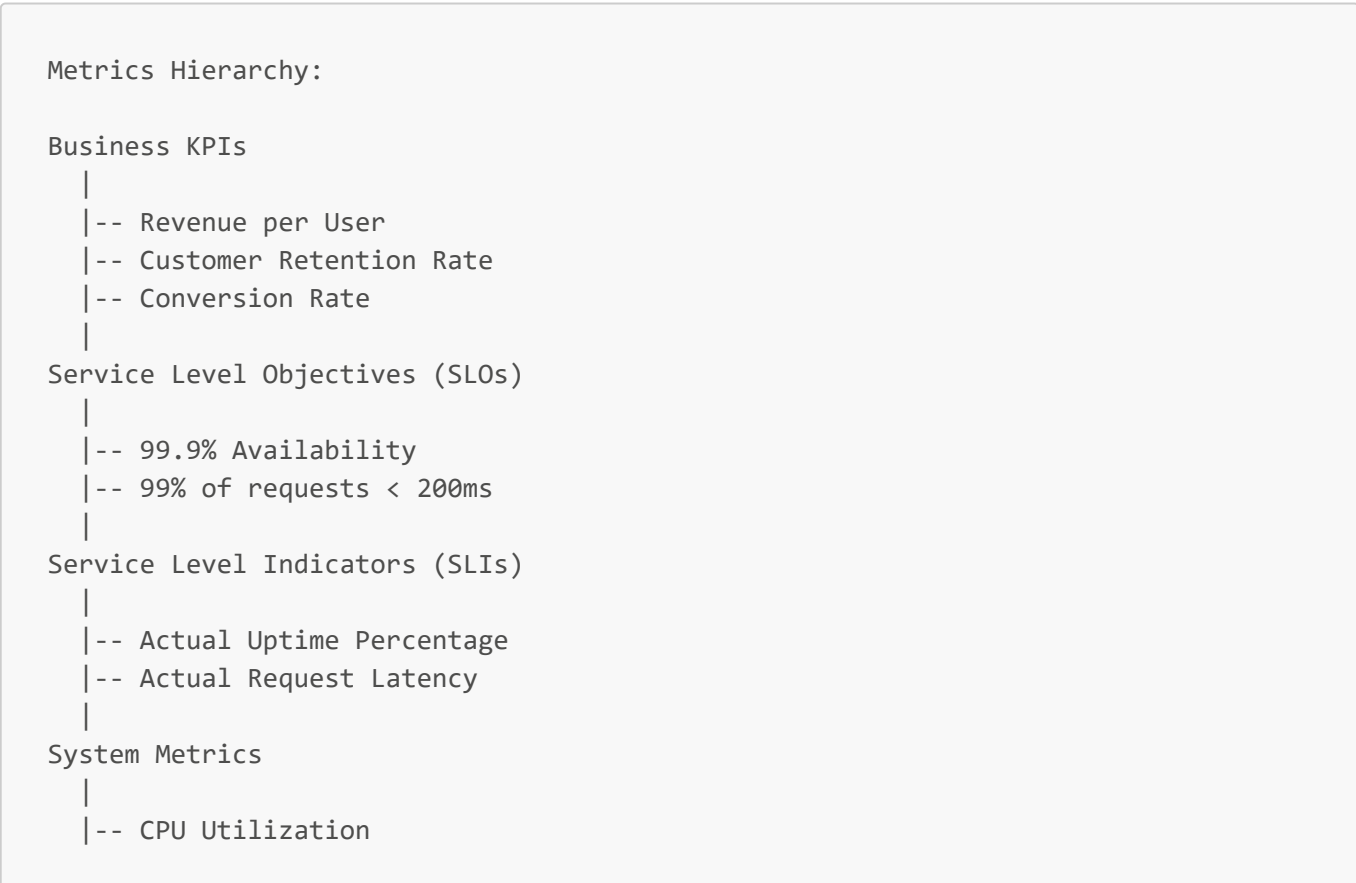 Metrics Hierarchy:
Business KPIs
|
|-- Revenue per User
|-- Customer Retention Rate
|-- Conversion Rate
|
Service Level Objectives (SLOs)
|
|-- 99.9% Availability
|-- 99% of requests < 200ms
|
Service Level Indicators (SLIs)
|
|-- Actual Uptime Percentage
|-- Actual Request Latency
|
System Metrics
|
|-- CPU Utilization